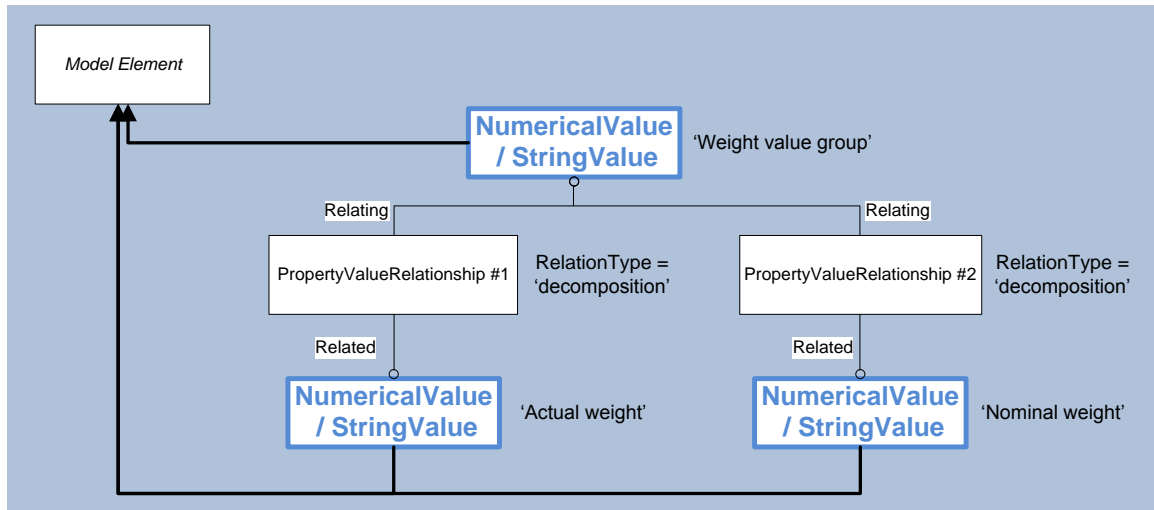 Model Element
NumericalValue
/ StringValue
‘Weight value group’
Relating
Relating
PropertyValueRelationship #1
RelationType =
‘decomposition’
PropertyValueRelationship #2
RelationType =
‘decomposition’
Related
Related
NumericalValue
/ StringValue
‘Actual weight’
NumericalValue
/ StringValue
‘Nominal weight’